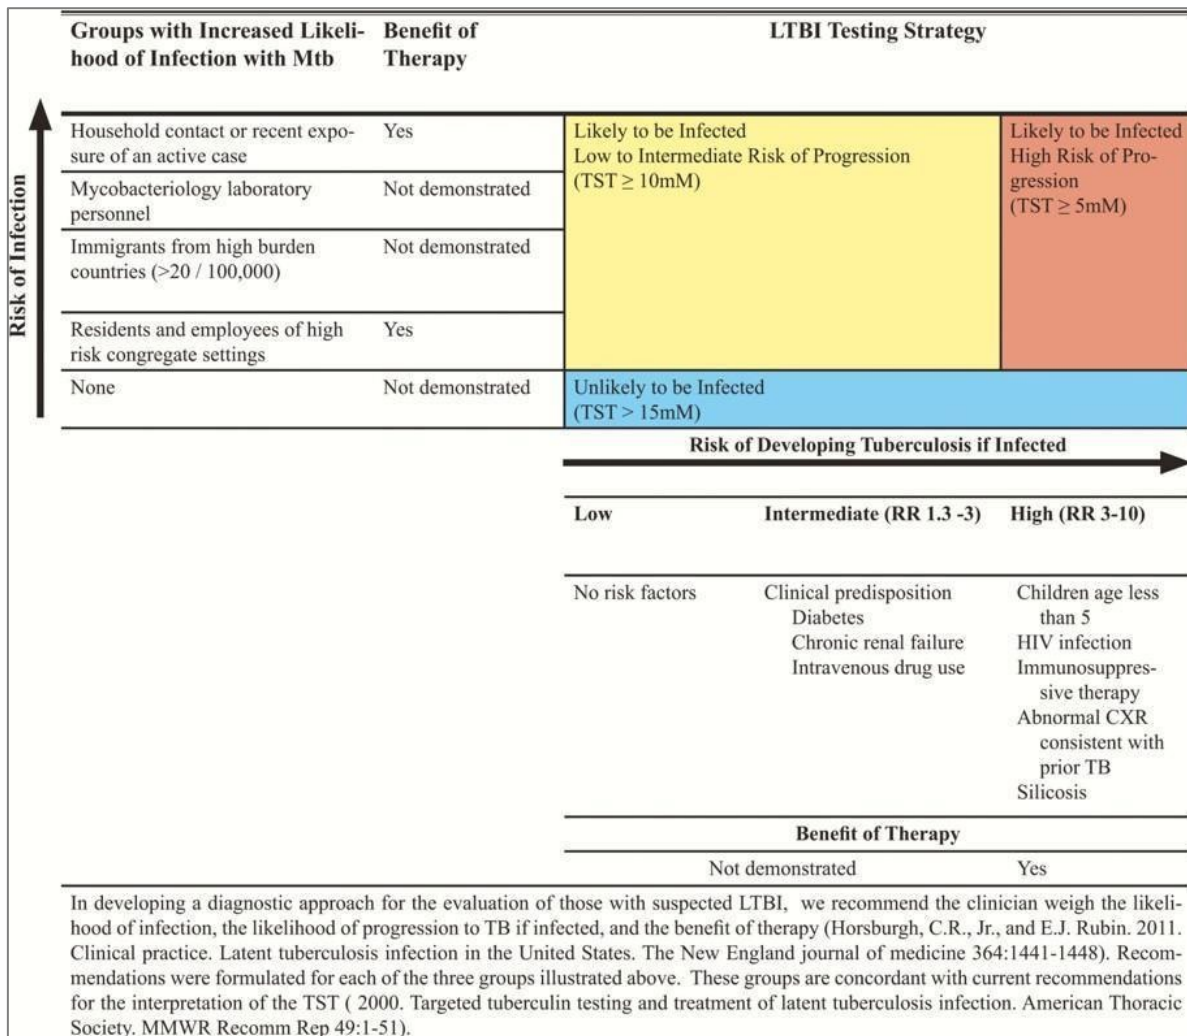 Groups with Increased Likeli-
hood of Infection with Mtb
Benefit of
Therapy
LTBI Testing Strategy
Risk of Infection
Household contact or recent expo-
sure of an active case
Yes
Mycobacteriology laboratory
personnel
Not demonstrated
Immigrants from high burden
countries (>20 / 100,000)
Not demonstrated
Residents and employees of high
risk congregate settings
Yes
None
Not demonstrated
Likely to be Infected
Low to Intermediate Risk of Progression
(TST ≥ 10mM)
Likely to be Infected
High Risk of Pro-
gression
(TST ≥ 5mM)
Unlikely to be Infected
(TST > 15mM)
Risk of Developing Tuberculosis if Infected
Low
Intermediate (RR 1.3 -3)
High (RR 3-10)
No risk factors
Clinical predisposition
Diabetes
Chronic renal failure
Intravenous drug use
Children age less
than 5
HIV infection
Immunosuppres-
sive therapy
Abnormal CXR
consistent with
prior TB
Silicosis
Benefit of Therapy
Not demonstrated
Yes
In developing a diagnostic approach for the evaluation of those with suspected LTBI, we recommend the clinician weigh the likeli-
hood of infection, the likelihood of progression to TB if infected, and the benefit of therapy (Horsburgh, C.R., Jr., and E.J. Rubin. 2011.
Clinical practice. Latent tuberculosis infection in the United States. The New England journal of medicine 364:1441-1448). Recom-
mendations were formulated for each of the three groups illustrated above. These groups are concordant with current recommendations
for the interpretation of the TST ( 2000. Targeted tuberculin testing and treatment of latent tuberculosis infection. American Thoracic
Society. MMWR Recomm Rep 49:1-51).